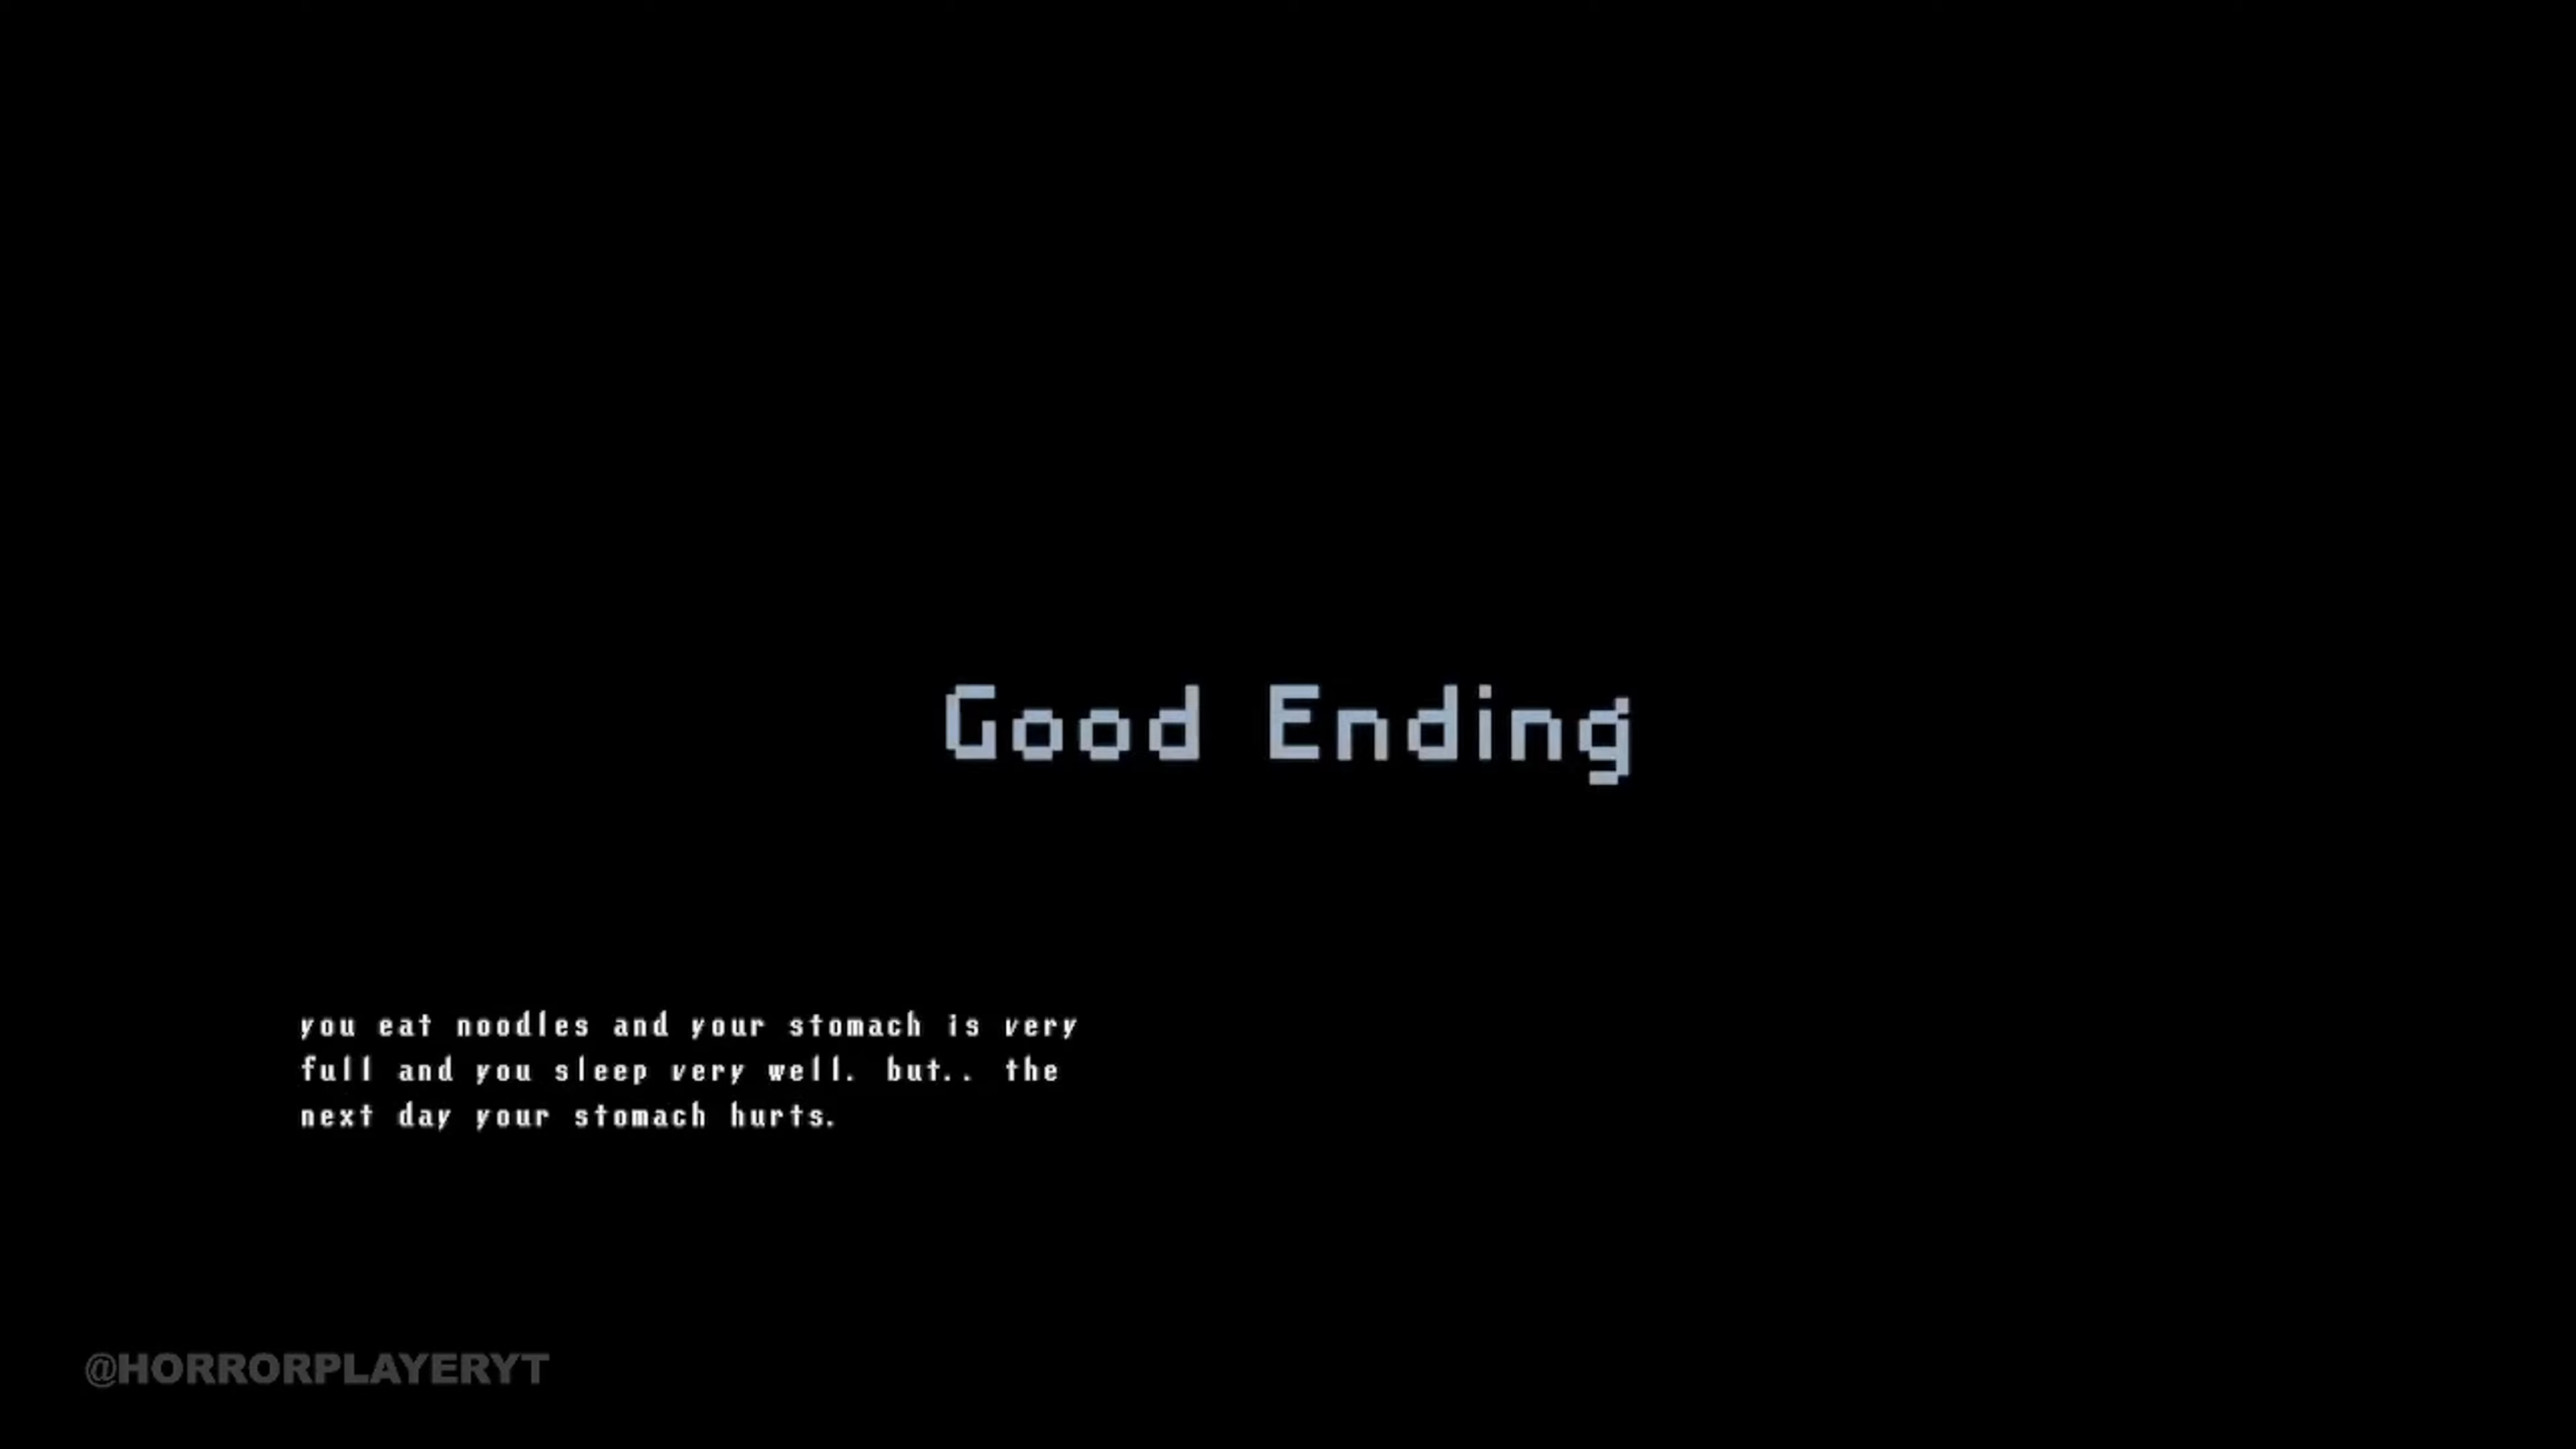 Good Ending
you eat noodles and your stomach is very
full and you sleep very well. but.. the
next day your stomach hurts.
@HORRORPLAYERYT